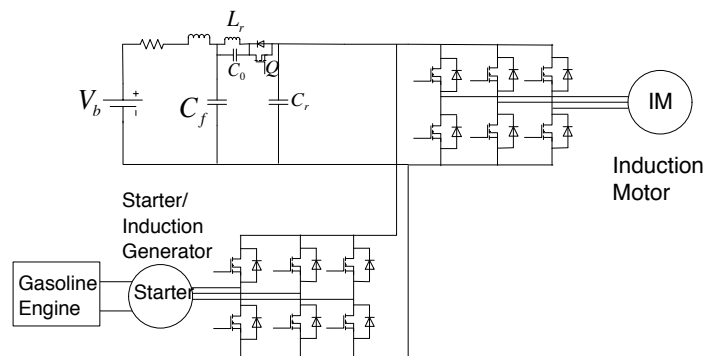 L_r
C_0
Q
V_b
+
-
C_f
C_r
IM
Induction
Motor
Starter/
Induction
Generator
Gasoline
Engine
Starter